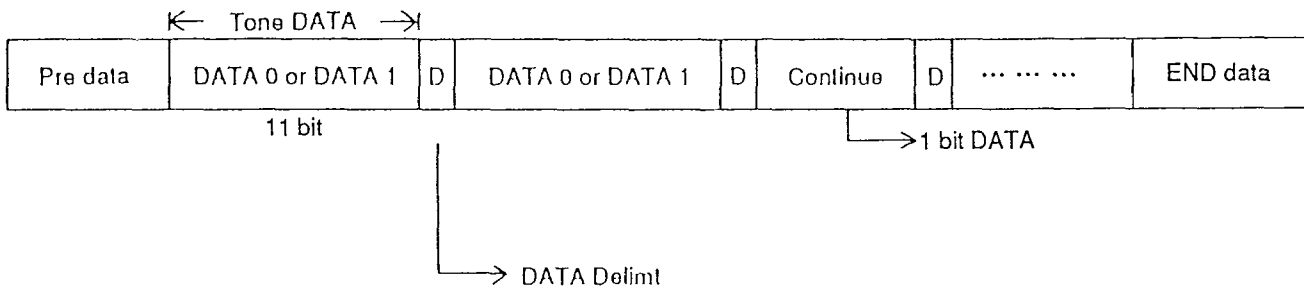 Tone DATA
Pre data DATA 0 or DATA 1 D DATA 0 or DATA 1 D Continue D ... ... ... END data
11 bit
1 bit DATA
DATA Delimt